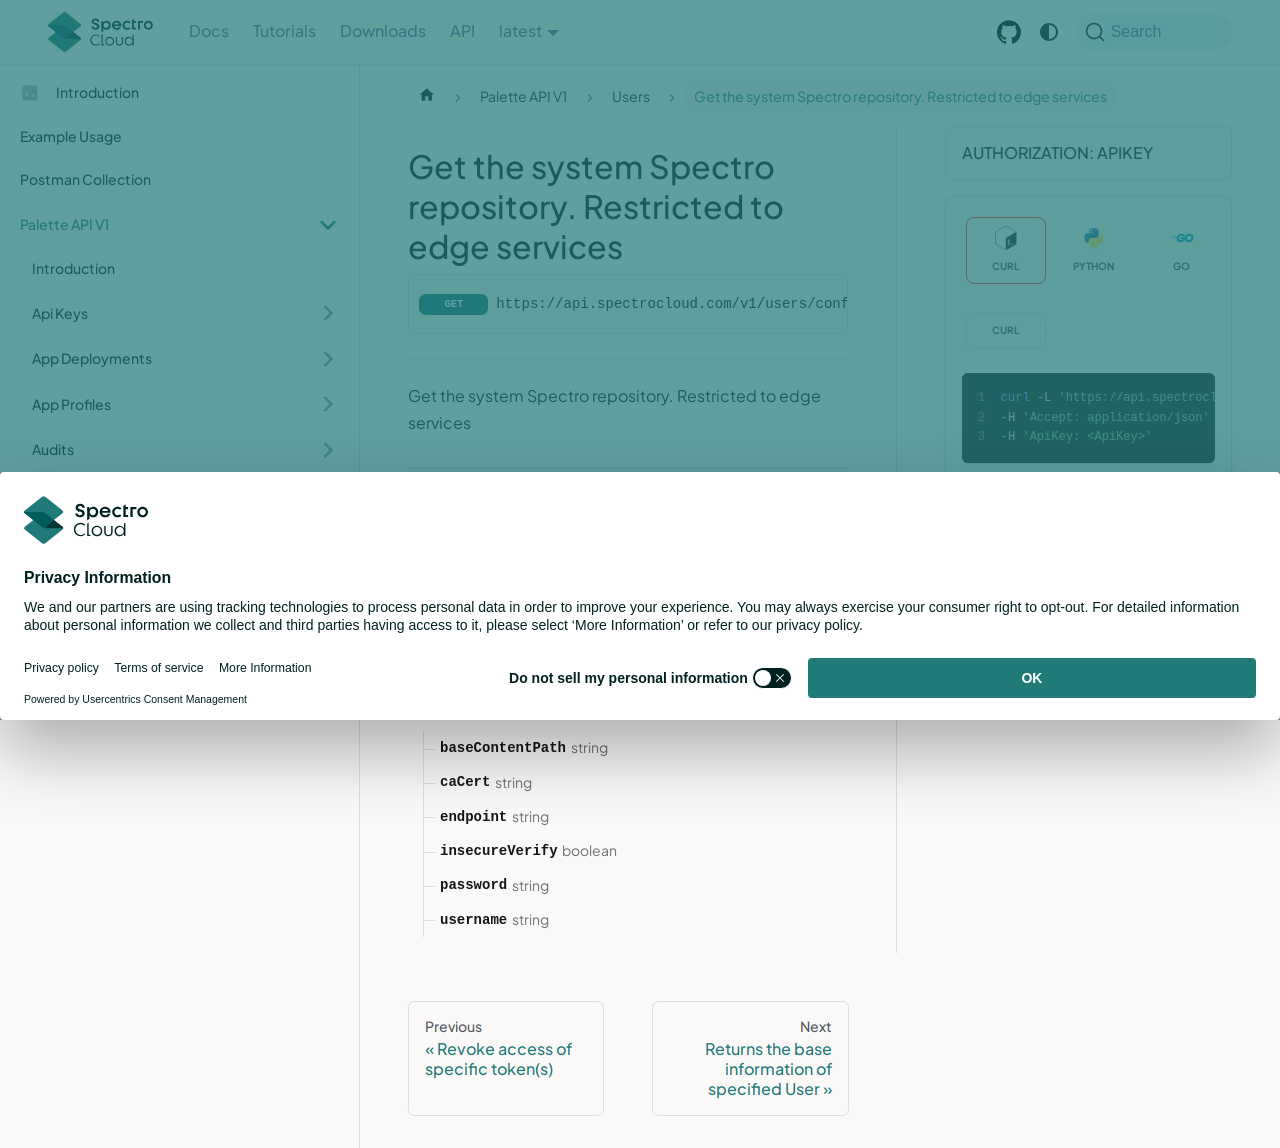 Spectro
Cloud
Docs
Tutorials
Downloads
API
latest
Search
Introduction
Example Usage
Postman Collection
Palette API V1
Introduction
Api Keys
App Deployments
App Profiles
Audits
Palette API V1
Users
Get the system Spectro repository. Restricted to edge services
Get the system Spectro
repository. Restricted to
edge services
GET https://api.spectrocloud.com/v1/users/conf
Get the system Spectro repository. Restricted to edge
services
AUTHORIZATION: APIKEY
CURL
PYTHON
GO
CURL
1 curl -L 'https://api.spectrocl
2 -H 'Accept: application/json'
3 -H 'ApiKey: <ApiKey>'
Spectro
Cloud
Privacy Information
We and our partners are using tracking technologies to process personal data in order to improve your experience. You may always exercise your consumer right to opt-out. For detailed information
about personal information we collect and third parties having access to it, please select ‘More Information’ or refer to our privacy policy.
Privacy policy
Terms of service
More Information
Powered by Usercentrics Consent Management
Do not sell my personal information
OK
baseContentPath string
caCert string
endpoint string
insecureVerify boolean
password string
username string
Previous
« Revoke access of
specific token(s)
Next
Returns the base
information of
specified User »